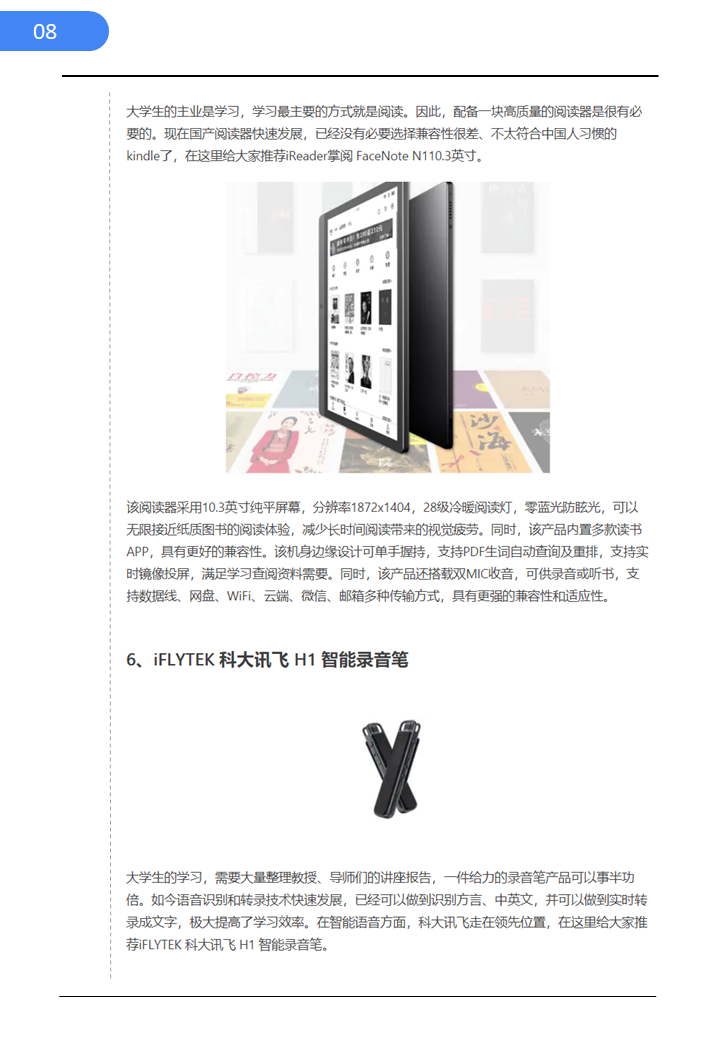 08
大学生的主业是学习，学习最主要的方式就是阅读。因此，配备一块高质量的阅读器是很有必
要的。现在国产阅读器快速发展，已经没有必要选择兼容性很差、不太符合中国人习惯的
kindle了，在这里给大家推荐iReader掌阅 FaceNote N110.3英寸。
自控力
沙海
该阅读器采用10.3英寸纯平屏幕，分辨率1872x1404，28级冷暖阅读灯，零蓝光防眩光，可以
无限接近纸质图书的阅读体验，减少长时间阅读带来的视觉疲劳。同时，该产品内置多款读书
APP，具有更好的兼容性。该机身边缘设计可单手握持，支持PDF生词自动查询及重排，支持实
时镜像投屏，满足学习查阅资料需要。同时，该产品还搭载双MIC收音，可供录音或听书，支
持数据线、网盘、WiFi、云端、微信、邮箱多种传输方式，具有更强的兼容性和适应性。
6、iFLYTEK 科大讯飞 H1 智能录音笔
大学生的学习，需要大量整理教授、导师们的讲座报告，一件给力的录音笔产品可以事半功
倍。如今语音识别和转录技术快速发展，已经可以做到识别方言、中英文，并可以做到实时转
录成文字，极大提高了学习效率。在智能语音方面，科大讯飞走在领先位置，在这里给大家推
荐iFLYTEK 科大讯飞 H1 智能录音笔。